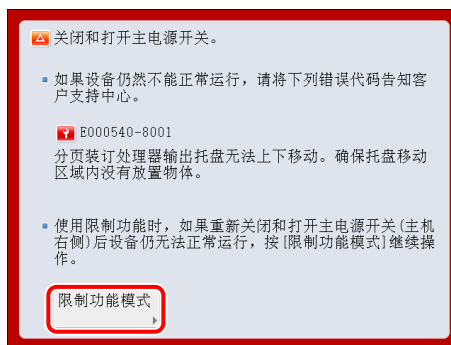 关闭和打开主电源开关。
如果设备仍然不能正常运行，请将下列错误代码告知客
户支持中心。
E000540-8001
分页装订处理器输出托盘无法上下移动。确保托盘移动
区域内没有放置物体。
使用限制功能时，如果重新关闭和打开主电源开关(主机
右侧)后设备仍无法正常运行，按[限制功能模式]继续操
作。
限制功能模式